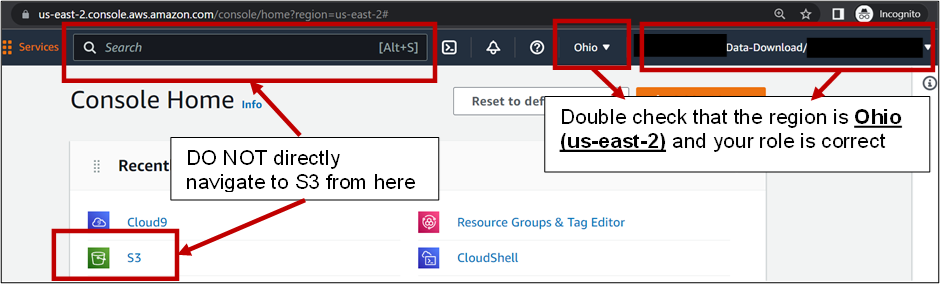 us-east-2.console.aws.amazon.com/console/home?region=us-east-2#
Incognito
Services
Search
[Alt+S]
Ohio
Data-Download/
Console Home Info
Reset to def
Double check that the region is Ohio
(us-east-2) and your role is correct
DO NOT directly
navigate to S3 from here
Recent
Cloud9
Resource Groups & Tag Editor
S3
CloudShell